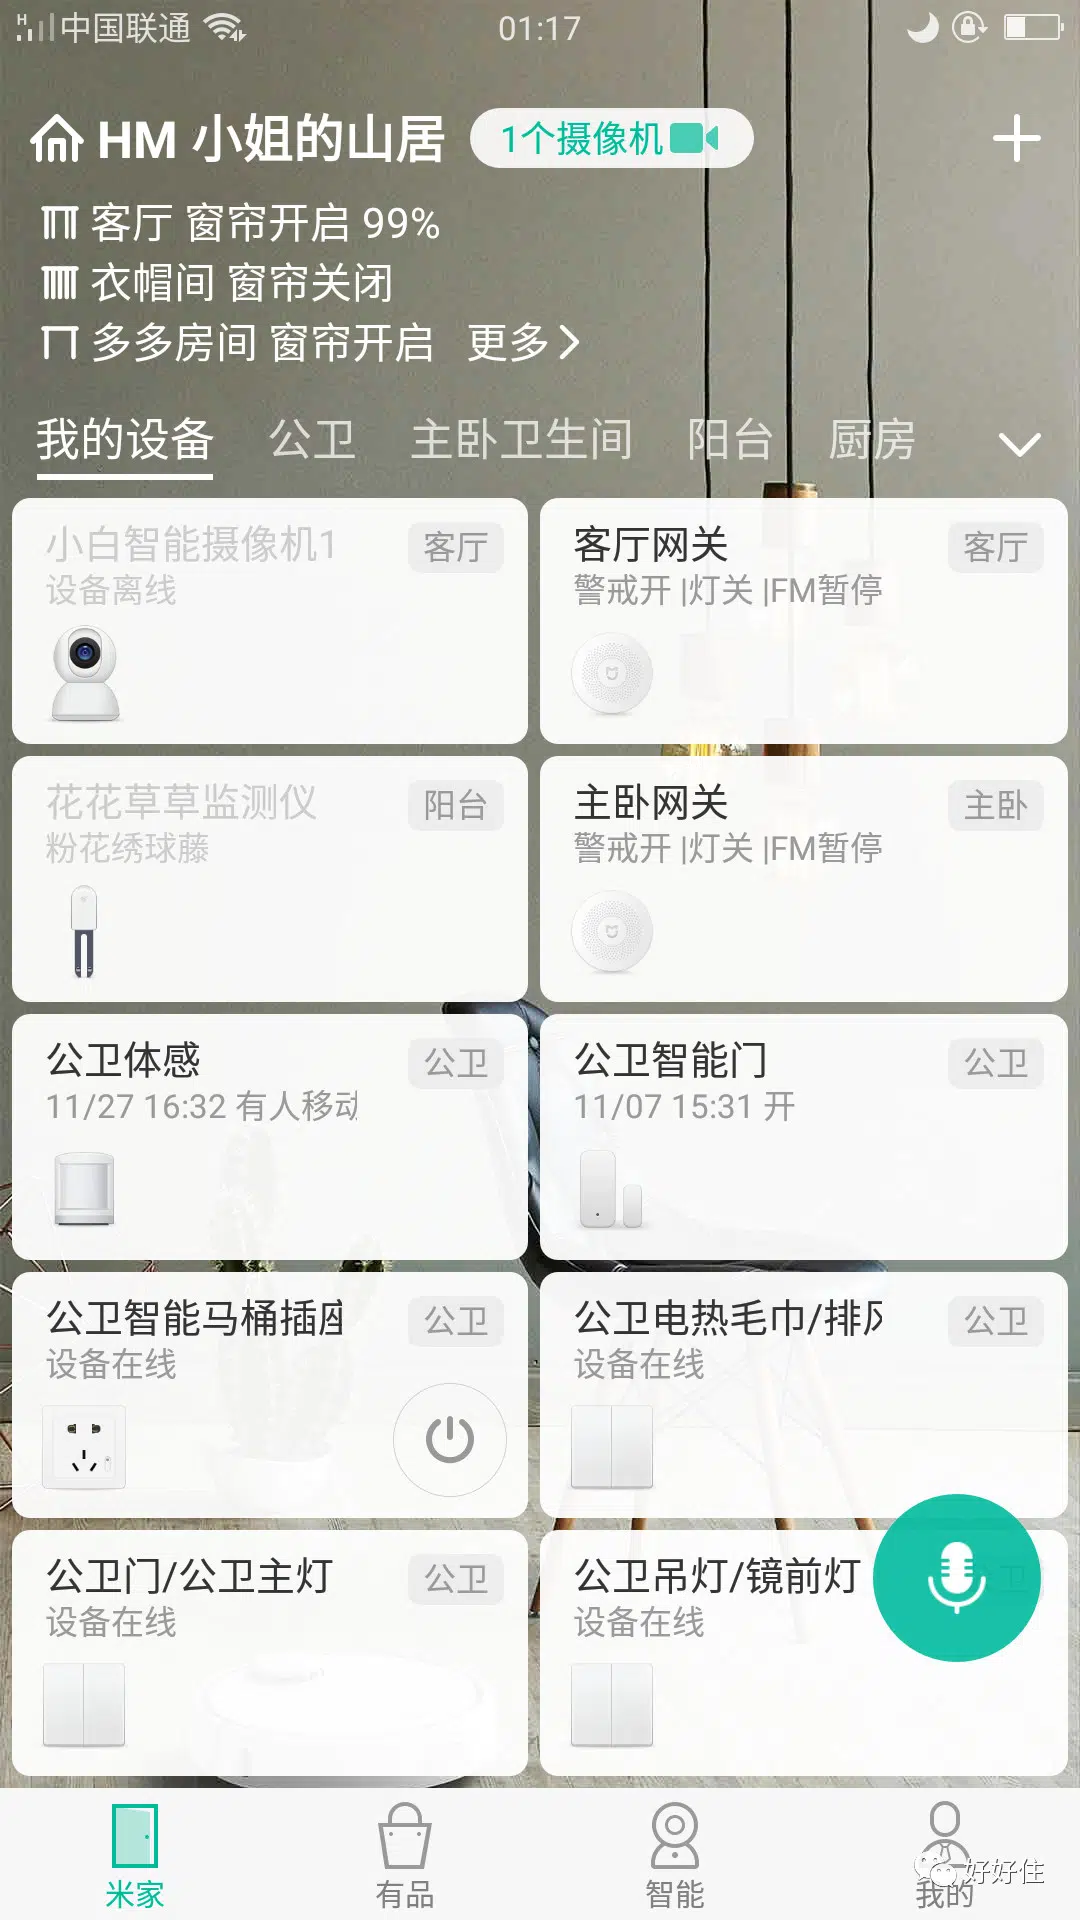 中国联通
01:17
HM 小姐的山居
1个摄像机
客厅 窗帘开启 99%
衣帽间 窗帘关闭
多多房间 窗帘开启 更多
我的设备 公卫 主卧卫生间 阳台 厨房
小白智能摄像机1 客厅
设备离线
客厅网关 客厅
警戒开 |灯关 |FM暂停
花花草草监测仪 阳台
粉花绣球藤
主卧网关 主卧
警戒开 |灯关 |FM暂停
公卫体感 公卫
11/27 16:32 有人移动
公卫智能门 公卫
11/07 15:31 开
公卫智能马桶插座 公卫
设备在线
公卫电热毛巾/排风 公卫
设备在线
公卫门/公卫主灯 公卫
设备在线
公卫吊灯/镜前灯 卫
设备在线
米家 有品 智能 我的
好好住